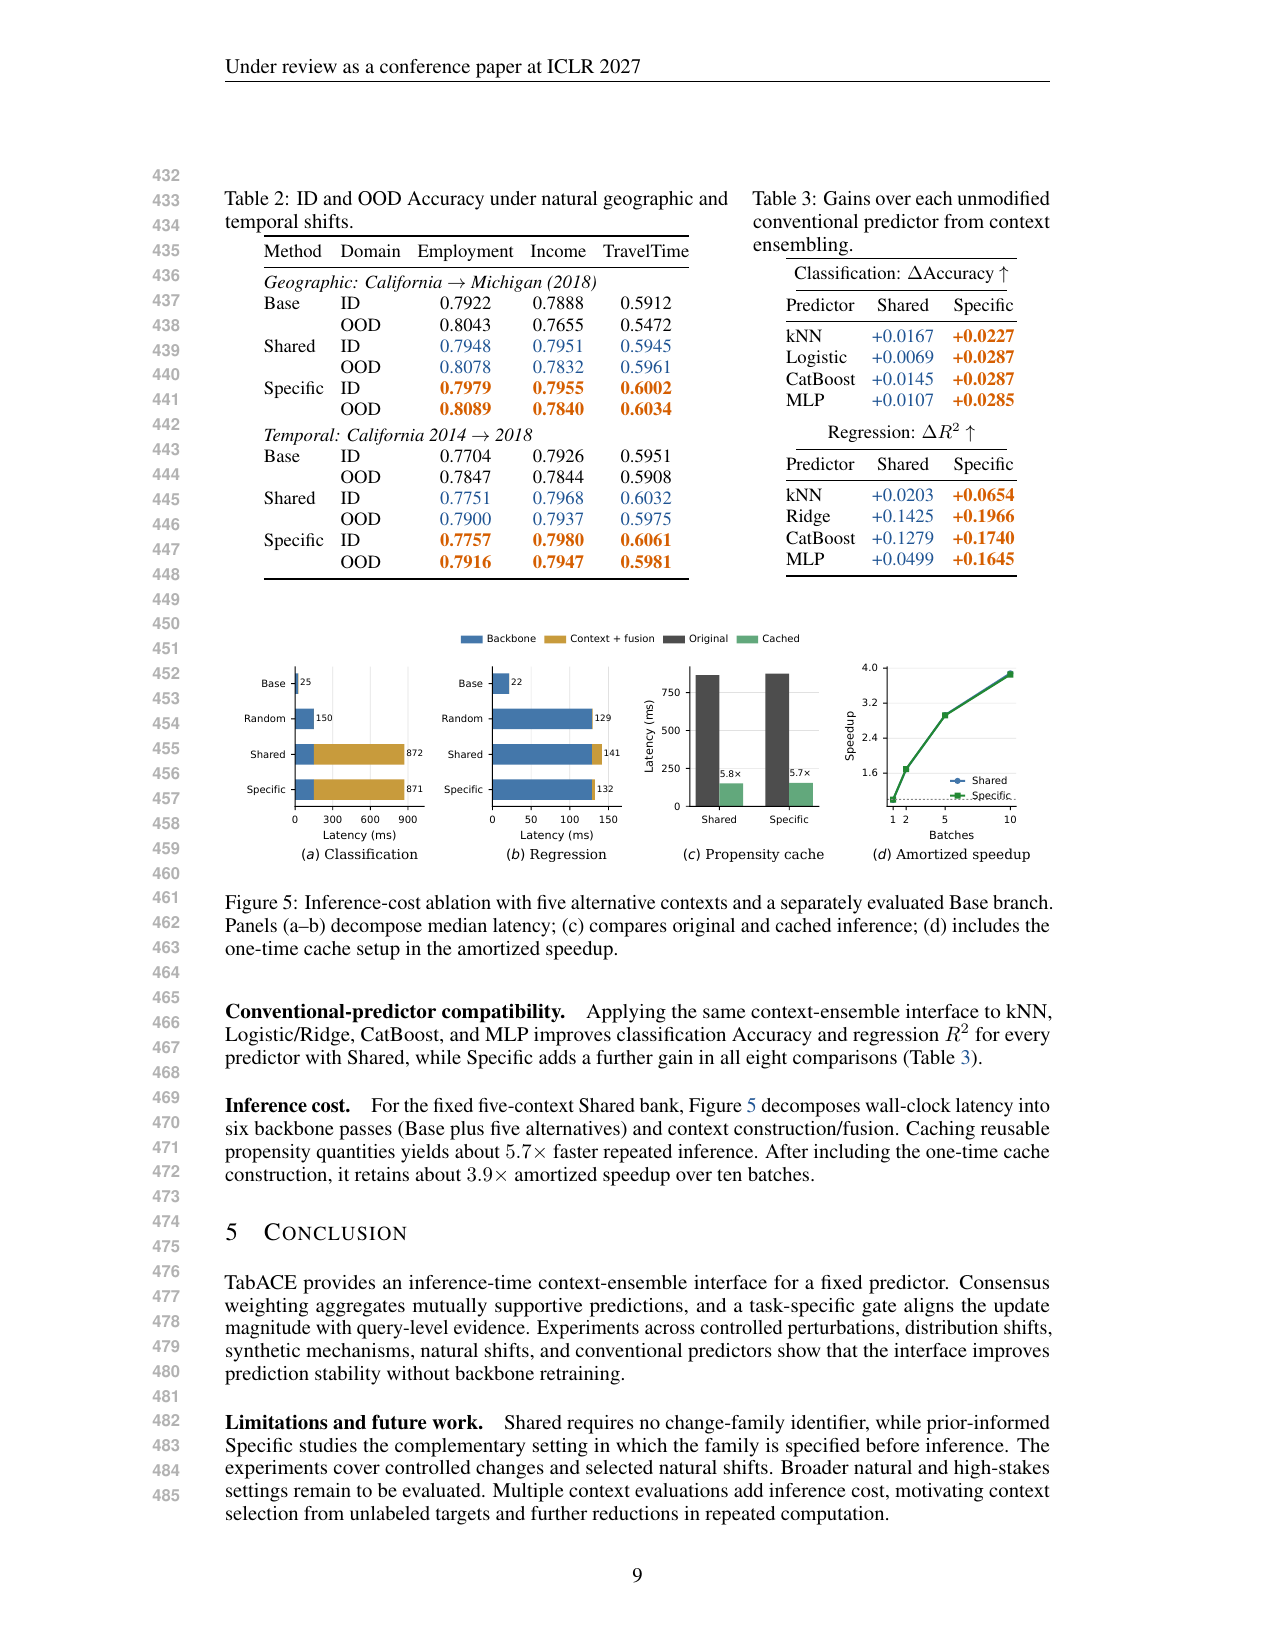 Under review as a conference paper at ICLR 2027
432
433
434
435
436
437
438
439
440
441
442
443
444
445
446
447
448
449
450
451
452
453
454
455
456
457
458
459
460
461
462
463
464
465
466
467
468
469
470
471
472
473
474
475
476
477
478
479
480
481
482
483
484
485
Table 2: ID and OOD Accuracy under natural geographic and
temporal shifts.
Method Domain Employment Income TravelTime
Geographic: California → Michigan (2018)
Base ID 0.7922 0.7888 0.5912
OOD 0.8043 0.7655 0.5472
Shared ID 0.7948 0.7951 0.5945
OOD 0.8078 0.7832 0.5961
Specific ID 0.7979 0.7955 0.6002
OOD 0.8089 0.7840 0.6034
Temporal: California 2014 → 2018
Base ID 0.7704 0.7926 0.5951
OOD 0.7847 0.7844 0.5908
Shared ID 0.7751 0.7968 0.6032
OOD 0.7900 0.7937 0.5975
Specific ID 0.7757 0.7980 0.6061
OOD 0.7916 0.7947 0.5981
Table 3: Gains over each unmodified
conventional predictor from context
ensembling.
Classification: ΔAccuracy ↑
Predictor Shared Specific
kNN +0.0167 +0.0227
Logistic +0.0069 +0.0287
CatBoost +0.0145 +0.0287
MLP +0.0107 +0.0285
Regression: ΔR² ↑
Predictor Shared Specific
kNN +0.0203 +0.0654
Ridge +0.1425 +0.1966
CatBoost +0.1279 +0.1740
MLP +0.0499 +0.1645
Backbone Context + fusion Original Cached
Base 25
Random 150
Shared 872
Specific 871
0 300 600 900
Latency (ms)
(a) Classification
Base 22
Random 129
Shared 141
Specific 132
0 50 100 150
Latency (ms)
(b) Regression
Latency (ms)
750
500
250
0
5.8×
5.7×
Shared Specific
(c) Propensity cache
Speedup
4.0
3.2
2.4
1.6
Shared
Specific
1 2 5 10
Batches
(d) Amortized speedup
Figure 5: Inference-cost ablation with five alternative contexts and a separately evaluated Base branch.
Panels (a–b) decompose median latency; (c) compares original and cached inference; (d) includes the
one-time cache setup in the amortized speedup.
Conventional-predictor compatibility. Applying the same context-ensemble interface to kNN,
Logistic/Ridge, CatBoost, and MLP improves classification Accuracy and regression R² for every
predictor with Shared, while Specific adds a further gain in all eight comparisons (Table 3).
Inference cost. For the fixed five-context Shared bank, Figure 5 decomposes wall-clock latency into
six backbone passes (Base plus five alternatives) and context construction/fusion. Caching reusable
propensity quantities yields about 5.7× faster repeated inference. After including the one-time cache
construction, it retains about 3.9× amortized speedup over ten batches.
5 CONCLUSION
TabACE provides an inference-time context-ensemble interface for a fixed predictor. Consensus
weighting aggregates mutually supportive predictions, and a task-specific gate aligns the update
magnitude with query-level evidence. Experiments across controlled perturbations, distribution shifts,
synthetic mechanisms, natural shifts, and conventional predictors show that the interface improves
prediction stability without backbone retraining.
Limitations and future work. Shared requires no change-family identifier, while prior-informed
Specific studies the complementary setting in which the family is specified before inference. The
experiments cover controlled changes and selected natural shifts. Broader natural and high-stakes
settings remain to be evaluated. Multiple context evaluations add inference cost, motivating context
selection from unlabeled targets and further reductions in repeated computation.
9